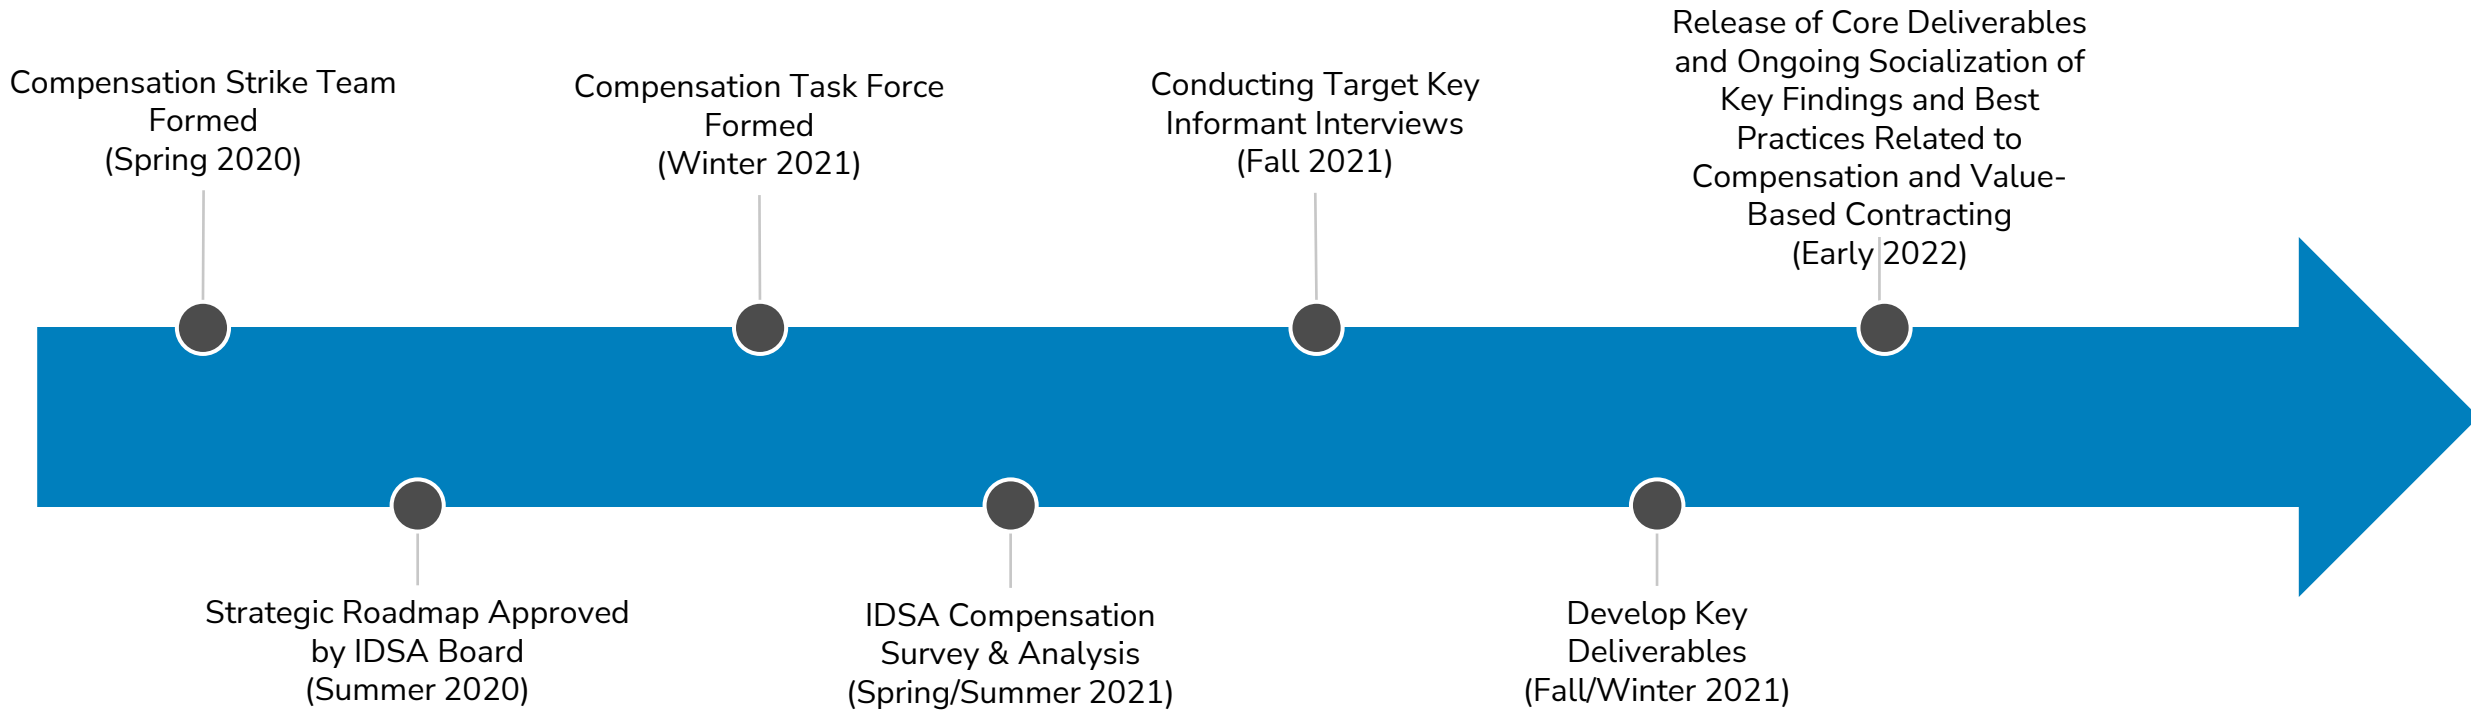 Compensation Strike Team
Formed
(Spring 2020)
Compensation Task Force
Formed
(Winter 2021)
Conducting Target Key
Informant Interviews
(Fall 2021)
Release of Core Deliverables
and Ongoing Socialization of
Key Findings and Best
Practices Related to
Compensation and Value-
Based Contracting
(Early 2022)
Strategic Roadmap Approved
by IDSA Board
(Summer 2020)
IDSA Compensation
Survey & Analysis
(Spring/Summer 2021)
Develop Key
Deliverables
(Fall/Winter 2021)